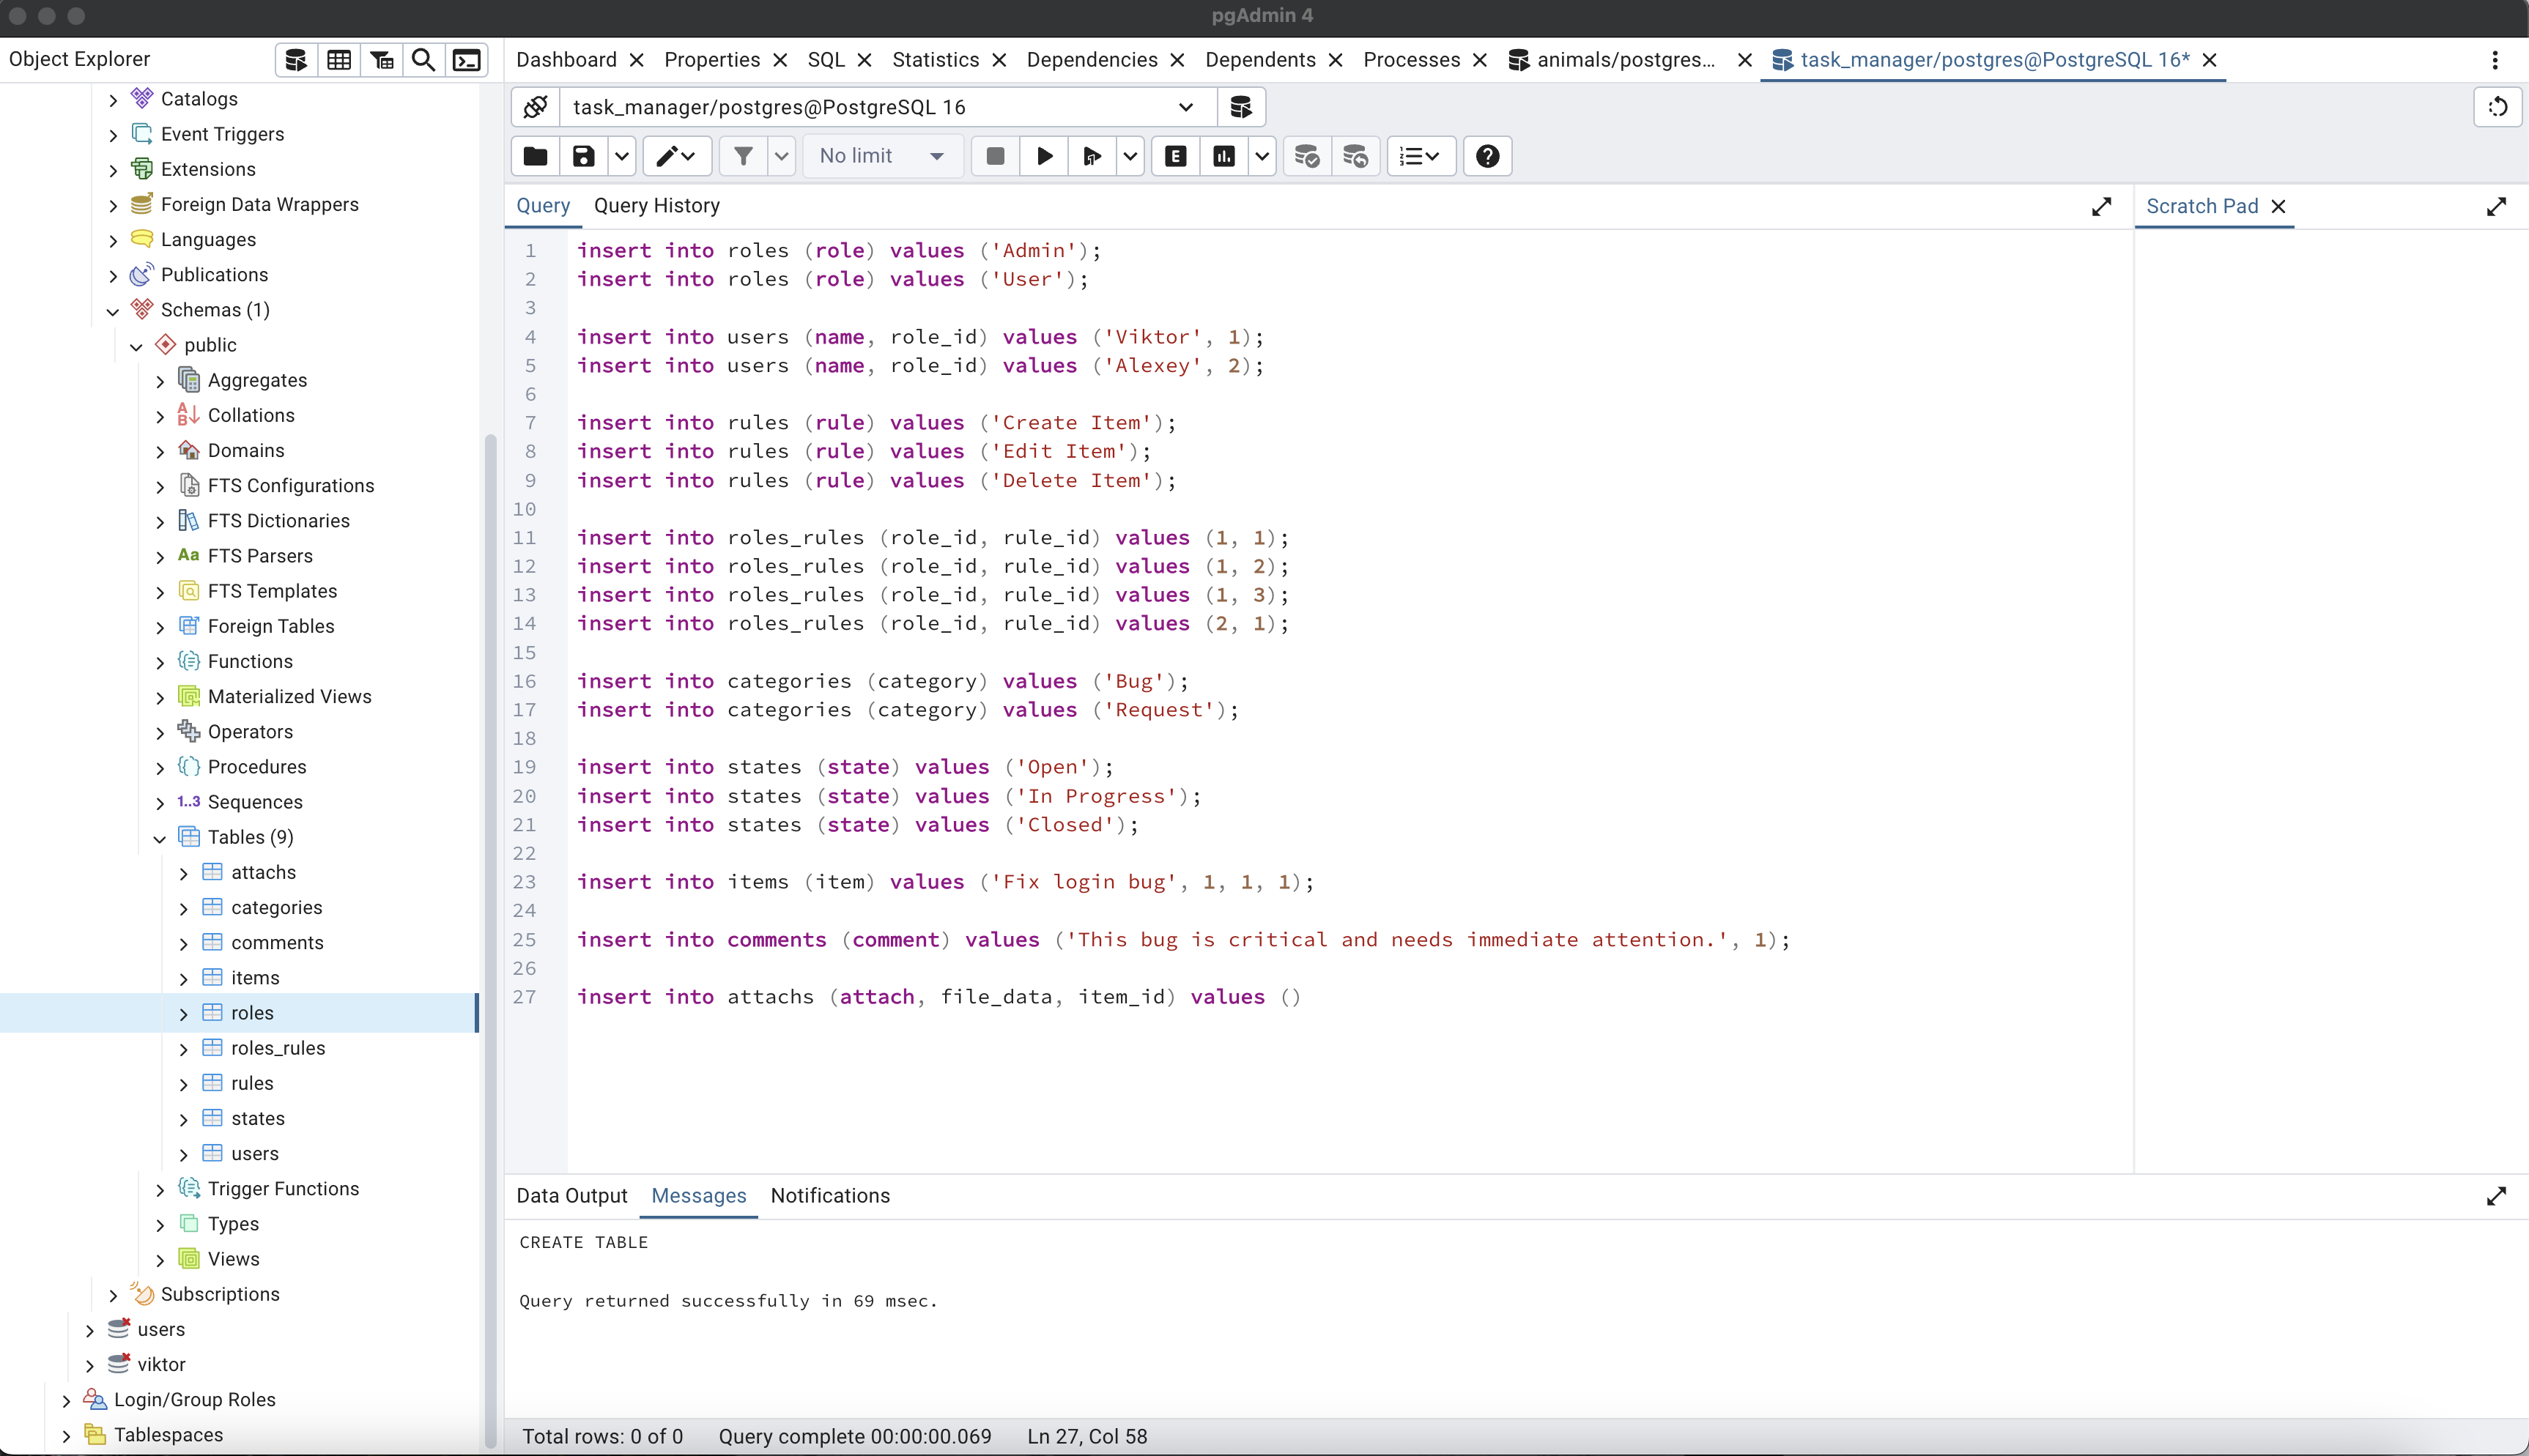 pgAdmin 4
Object Explorer
Dashboard Properties SQL Statistics Dependencies Dependents Processes animals/postgres... task_manager/postgres@PostgreSQL 16*
Catalogs
Event Triggers
Extensions
Foreign Data Wrappers
Languages
Publications
Schemas (1)
public
Aggregates
Collations
Domains
FTS Configurations
FTS Dictionaries
Aa FTS Parsers
FTS Templates
Foreign Tables
Functions
Materialized Views
Operators
Procedures
1..3 Sequences
Tables (9)
attachs
categories
comments
items
roles
roles_rules
rules
states
users
Trigger Functions
Types
Views
Subscriptions
users
viktor
Login/Group Roles
Tablespaces
task_manager/postgres@PostgreSQL 16
No limit
E
Query Query History
Scratch Pad
1 insert into roles (role) values ('Admin');
2 insert into roles (role) values ('User');
3
4 insert into users (name, role_id) values ('Viktor', 1);
5 insert into users (name, role_id) values ('Alexey', 2);
6
7 insert into rules (rule) values ('Create Item');
8 insert into rules (rule) values ('Edit Item');
9 insert into rules (rule) values ('Delete Item');
10
11 insert into roles_rules (role_id, rule_id) values (1, 1);
12 insert into roles_rules (role_id, rule_id) values (1, 2);
13 insert into roles_rules (role_id, rule_id) values (1, 3);
14 insert into roles_rules (role_id, rule_id) values (2, 1);
15
16 insert into categories (category) values ('Bug');
17 insert into categories (category) values ('Request');
18
19 insert into states (state) values ('Open');
20 insert into states (state) values ('In Progress');
21 insert into states (state) values ('Closed');
22
23 insert into items (item) values ('Fix login bug', 1, 1, 1);
24
25 insert into comments (comment) values ('This bug is critical and needs immediate attention.', 1);
26
27 insert into attachs (attach, file_data, item_id) values ()
Data Output Messages Notifications
CREATE TABLE
Query returned successfully in 69 msec.
Total rows: 0 of 0 Query complete 00:00:00.069 Ln 27, Col 58